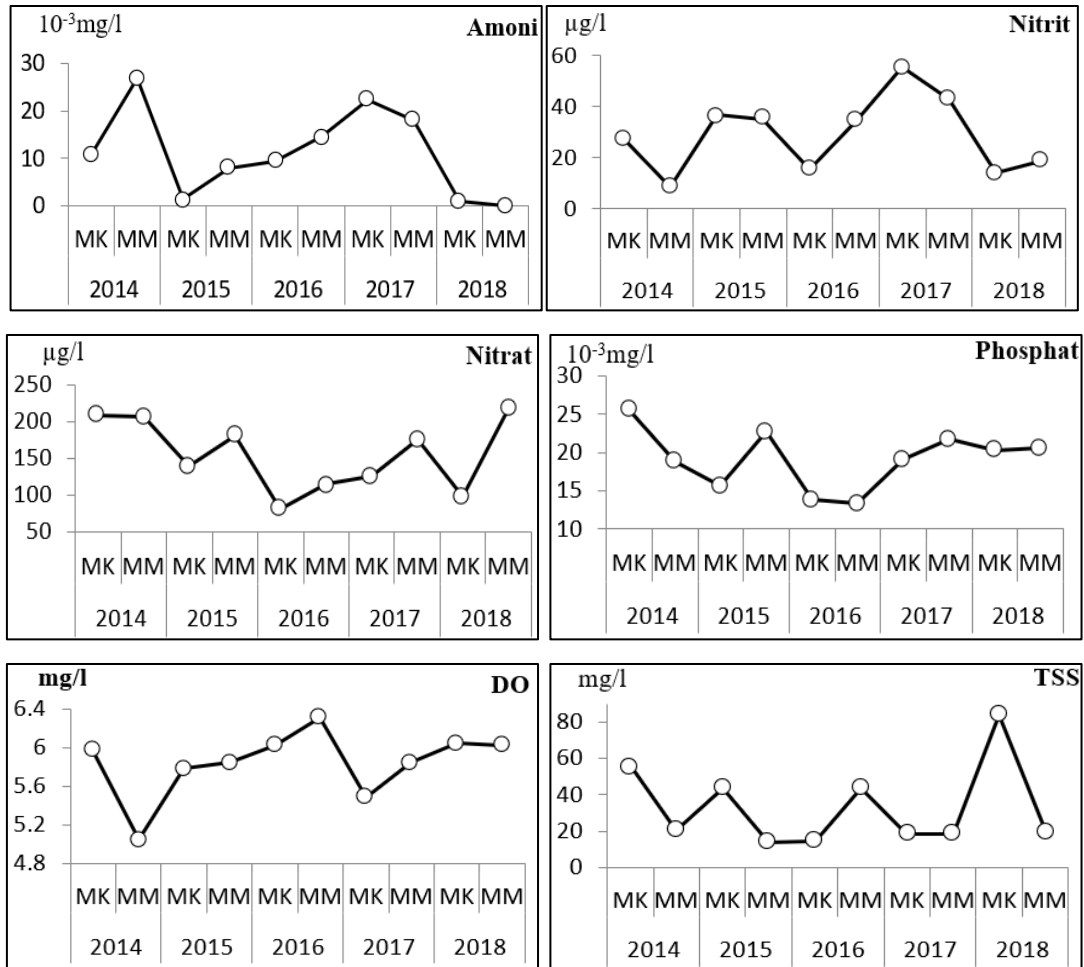 10-3mg/l
Amoni
30
20
10
0
MK MM MK MM MK MM MK MM MK MM
2014 2015 2016 2017 2018
µg/l
Nitrit
60
40
20
0
MK MM MK MM MK MM MK MM MK MM
2014 2015 2016 2017 2018
µg/l
Nitrat
250
200
150
100
50
MK MM MK MM MK MM MK MM MK MM
2014 2015 2016 2017 2018
10-3mg/l
Phosphat
30
25
20
15
10
MK MM MK MM MK MM MK MM MK MM
2014 2015 2016 2017 2018
mg/l
DO
6.4
6
5.6
5.2
4.8
MK MM MK MM MK MM MK MM MK MM
2014 2015 2016 2017 2018
mg/l
TSS
80
60
40
20
0
MK MM MK MM MK MM MK MM MK MM
2014 2015 2016 2017 2018